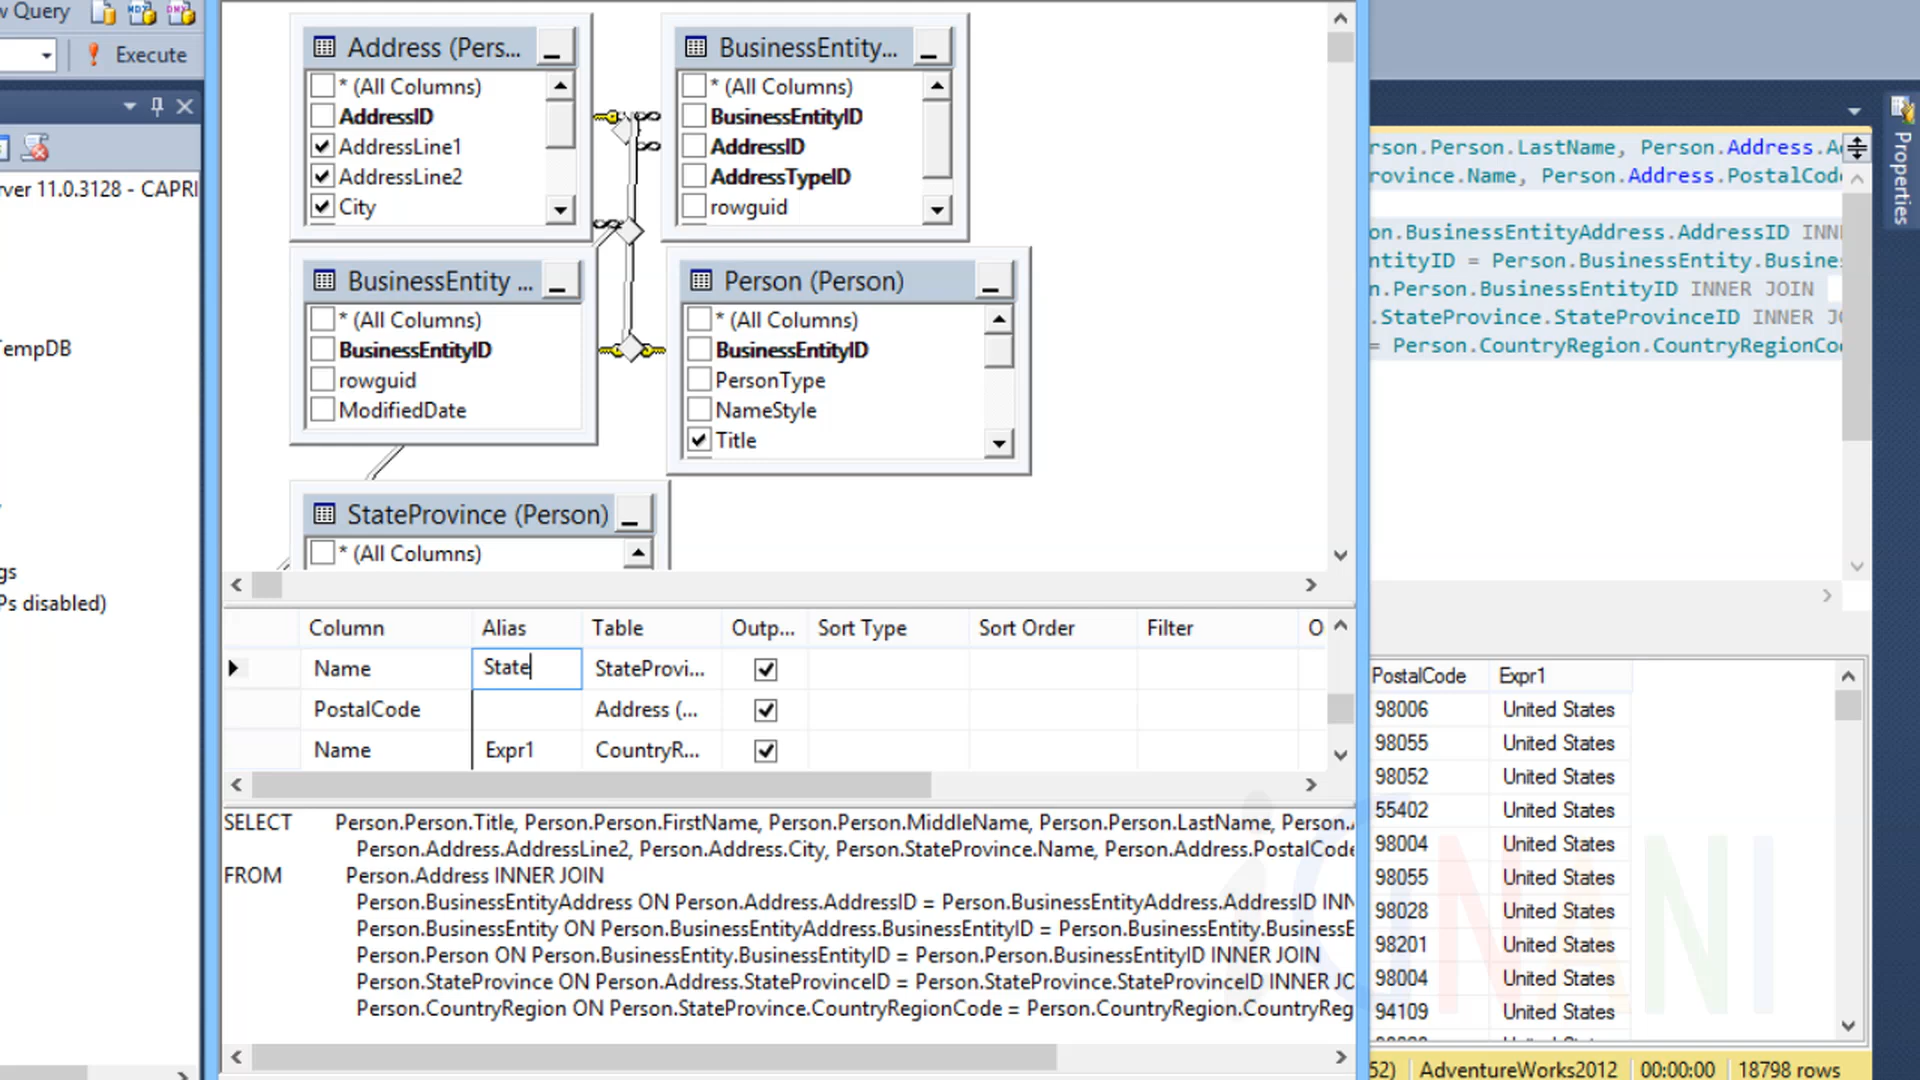 w Query
Execute
rver 11.0.3128 - CAPRI
TempDB
gs
Ps disabled)
Address (Pers...
* (All Columns)
AddressID
AddressLine1
AddressLine2
City
BusinessEntity...
* (All Columns)
BusinessEntityID
AddressID
AddressTypeID
rowguid
BusinessEntity ...
* (All Columns)
BusinessEntityID
rowguid
ModifiedDate
Person (Person)
* (All Columns)
BusinessEntityID
PersonType
NameStyle
Title
StateProvince (Person)
* (All Columns)
Column Alias Table Outp... Sort Type Sort Order Filter O
Name State StateProvi...
PostalCode Address (...
Name Expr1 CountryR...
SELECT Person.Person.Title, Person.Person.FirstName, Person.Person.MiddleName, Person.Person.LastName, Person.A
Person.Address.AddressLine2, Person.Address.City, Person.StateProvince.Name, Person.Address.PostalCode
FROM Person.Address INNER JOIN
Person.BusinessEntityAddress ON Person.Address.AddressID = Person.BusinessEntityAddress.AddressID INN
Person.BusinessEntity ON Person.BusinessEntityAddress.BusinessEntityID = Person.BusinessEntity.BusinessE
Person.Person ON Person.BusinessEntity.BusinessEntityID = Person.Person.BusinessEntityID INNER JOIN
Person.StateProvince ON Person.Address.StateProvinceID = Person.StateProvince.StateProvinceID INNER JO
Person.CountryRegion ON Person.StateProvince.CountryRegionCode = Person.CountryRegion.CountryReg
rson.Person.LastName, Person.Address.A
rovince.Name, Person.Address.PostalCod
on.BusinessEntityAddress.AddressID INN
ntityID = Person.BusinessEntity.Busine
n.Person.BusinessEntityID INNER JOIN
.StateProvince.StateProvinceID INNER JO
= Person.CountryRegion.CountryRegionCo
Properties
PostalCode Expr1
98006 United States
98055 United States
98052 United States
55402 United States
98004 United States
98055 United States
98028 United States
98201 United States
98004 United States
94109 United States
52) AdventureWorks2012 00:00:00 18798 rows